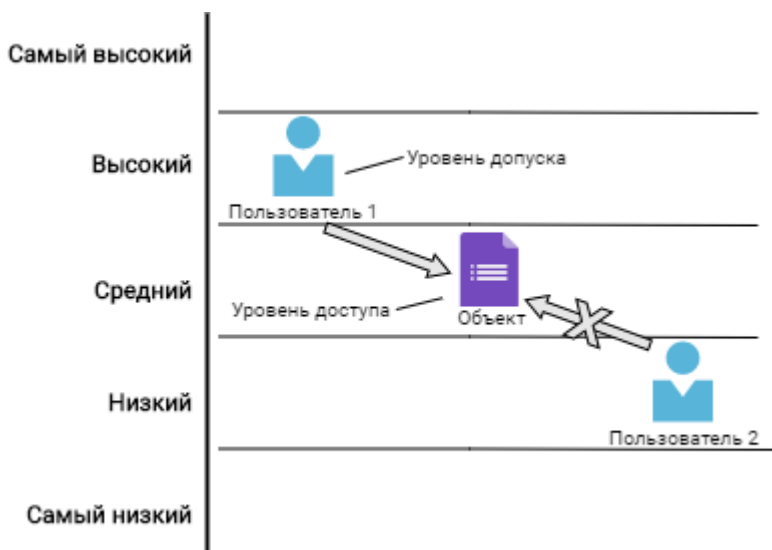 Самый высокий
Высокий
Уровень допуска
Пользователь 1
Средний
Уровень доступа
Объект
Низкий
Пользователь 2
Самый низкий